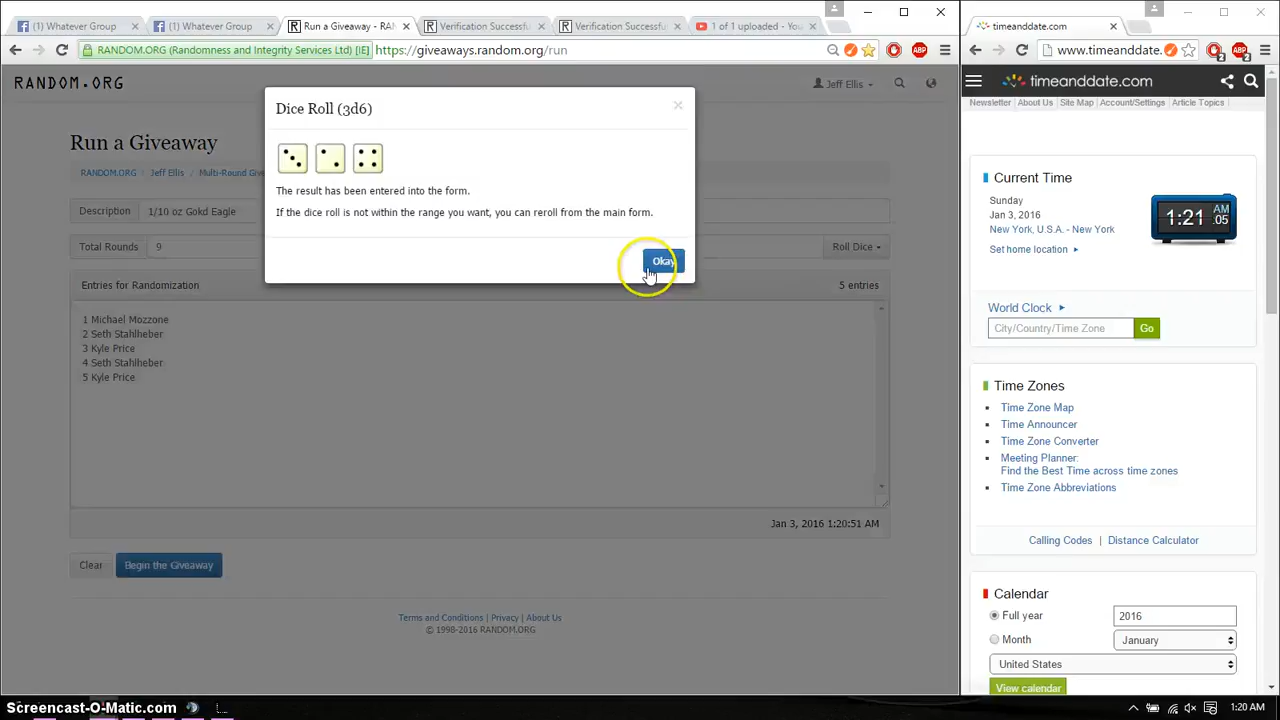 (1) Whatever Group
(1) Whatever Group
Run a Giveaway - RAN
Verification Successfu
Verification Successfu
1 of 1 uploaded - You
RANDOM.ORG (Randomness and Integrity Services Ltd) [IE]
https://giveaways.random.org/run
RANDOM.ORG
Jeff Ellis
Dice Roll (3d6)
×
The result has been entered into the form.
If the dice roll is not within the range you want, you can reroll from the main form.
Okay
Run a Giveaway
RANDOM.ORG / Jeff Ellis / Multi-Round Give
Description 1/10 oz Gokd Eagle
Total Rounds 9 Roll Dice
Entries for Randomization 5 entries
1 Michael Mozzone
2 Seth Stahlheber
3 Kyle Price
4 Seth Stahlheber
5 Kyle Price
Jan 3, 2016 1:20:51 AM
Clear Begin the Giveaway
Terms and Conditions | Privacy | About Us
© 1998-2016 RANDOM.ORG
timeanddate.com
www.timeanddate.
timeanddate.com
Newsletter | About Us | Site Map | Account/Settings | Article Topics |
Current Time
Sunday
Jan 3, 2016
New York, U.S.A. - New York
Set home location
1:21 AM .05
World Clock
City/Country/Time Zone Go
Time Zones
Time Zone Map
Time Announcer
Time Zone Converter
Meeting Planner:
Find the Best Time across time zones
Time Zone Abbreviations
Calling Codes | Distance Calculator
Calendar
Full year 2016
Month January
United States
View calendar
Screencast-O-Matic.com
1:20 AM